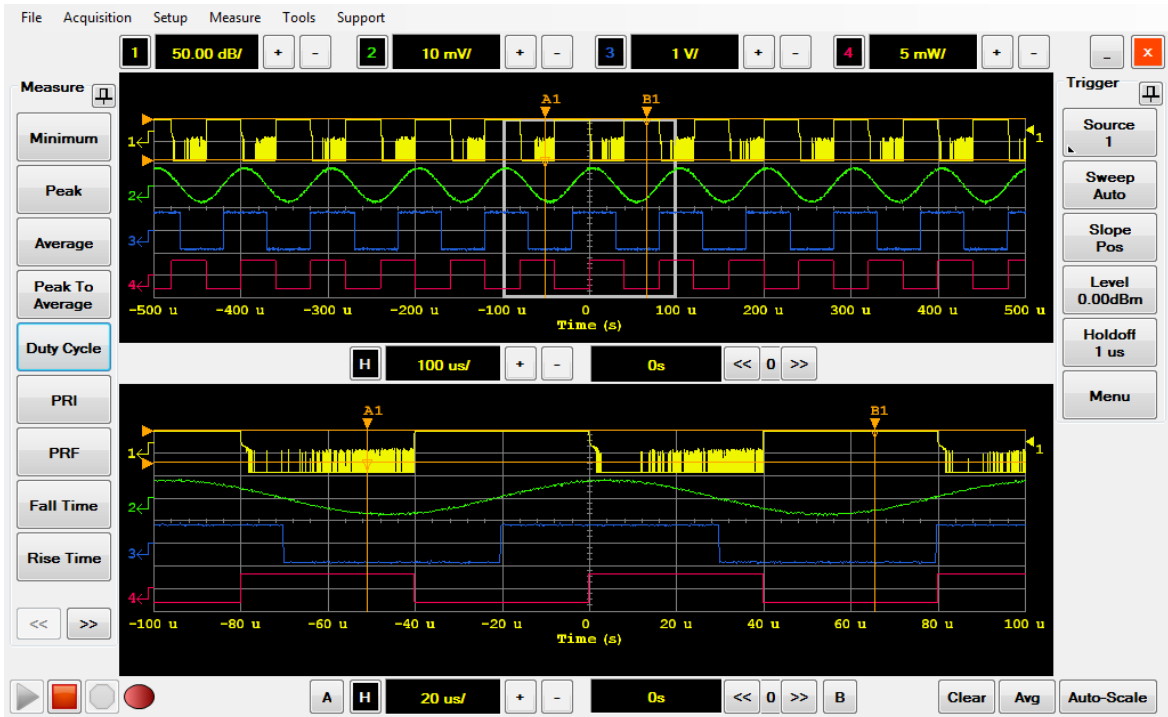 File Acquisition Setup Measure Tools Support
1 50.00 dB/ + - 2 10 mV/ + - 3 1 V/ + - 4 5 mW/ + - _ X
Measure
Minimum
Peak
Average
Peak To
Average
Duty Cycle
PRI
PRF
Fall Time
Rise Time
<< >>
A1 B1
1 1
2
3
4
-500 u -400 u -300 u -200 u -100 u 0 100 u 200 u 300 u 400 u 500 u
Time (s)
H 100 us/ + - 0s << 0 >>
A1 B1
1 1
2
3
4
-100 u -80 u -60 u -40 u -20 u 0 20 u 40 u 60 u 80 u 100 u
Time (s)
A H 20 us/ + - 0s << 0 >> B
Trigger
Source
1
Sweep
Auto
Slope
Pos
Level
0.00dBm
Holdoff
1 us
Menu
Clear Avg Auto-Scale